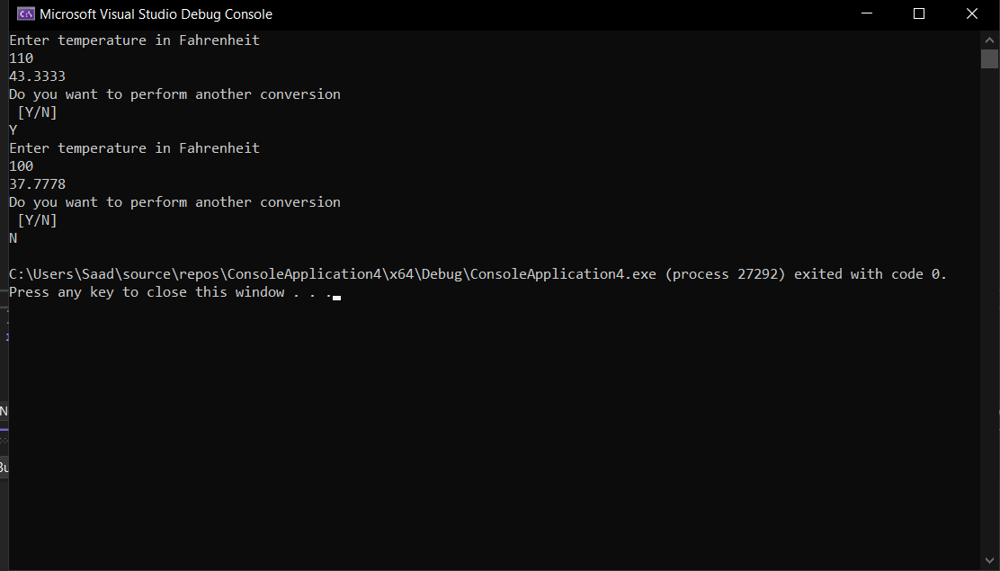 Microsoft Visual Studio Debug Console
Enter temperature in Fahrenheit
110
43.3333
Do you want to perform another conversion
 [Y/N]
Y
Enter temperature in Fahrenheit
100
37.7778
Do you want to perform another conversion
 [Y/N]
N
C:\Users\Saad\source\repos\ConsoleApplication4\x64\Debug\ConsoleApplication4.exe (process 27292) exited with code 0.
Press any key to close this window . . .